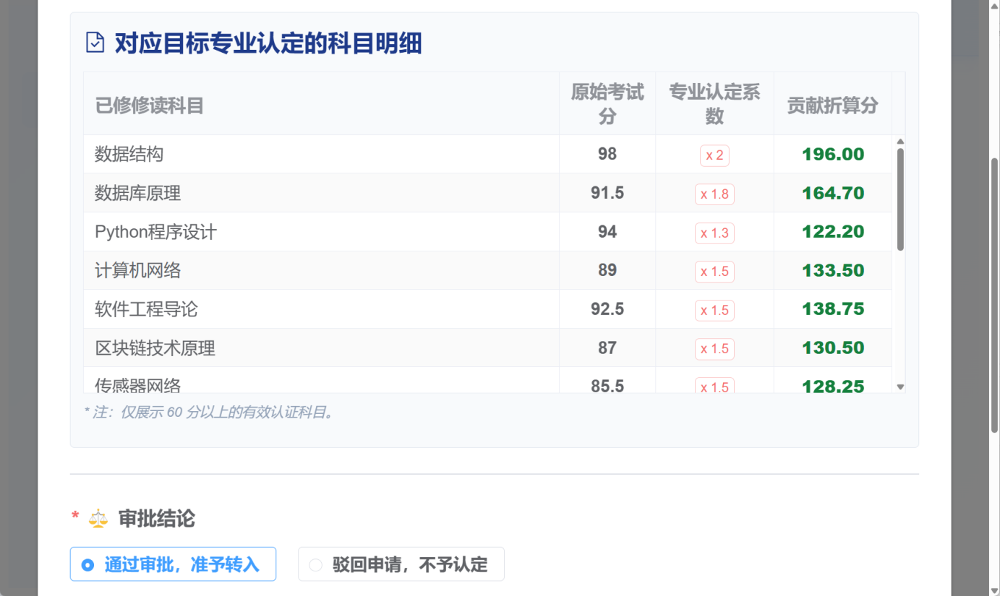 对应目标专业认定的科目明细
已修修读科目 原始考试分 专业认定系数 贡献折算分
数据结构 98 x 2 196.00
数据库原理 91.5 x 1.8 164.70
Python程序设计 94 x 1.3 122.20
计算机网络 89 x 1.5 133.50
软件工程导论 92.5 x 1.5 138.75
区块链技术原理 87 x 1.5 130.50
传感器网络 85.5 x 1.5 128.25
* 注：仅展示 60 分以上的有效认证科目。
* 审批结论
通过审批，准予转入 驳回申请，不予认定